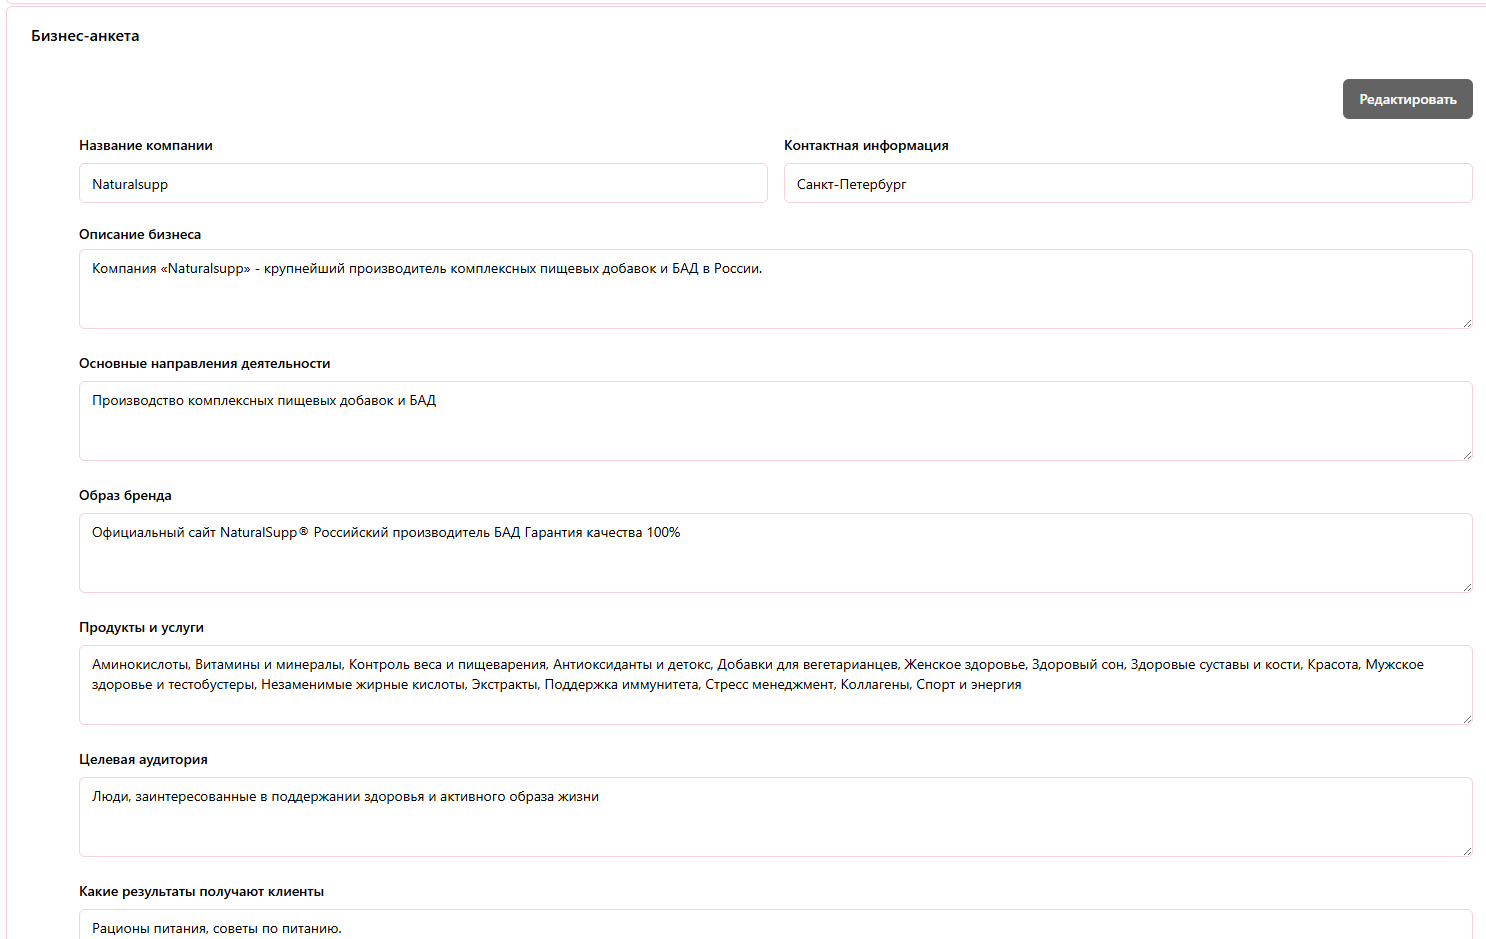 Бизнес-анкета
Редактировать
Название компании
Контактная информация
Naturalsupp
Санкт-Петербург
Описание бизнеса
Компания «Naturalsupp» - крупнейший производитель комплексных пищевых добавок и БАД в России.
Основные направления деятельности
Производство комплексных пищевых добавок и БАД
Образ бренда
Официальный сайт NaturalSupp® Российский производитель БАД Гарантия качества 100%
Продукты и услуги
Аминокислоты, Витамины и минералы, Контроль веса и пищеварения, Антиоксиданты и детокс, Добавки для вегетарианцев, Женское здоровье, Здоровый сон, Здоровые суставы и кости, Красота, Мужское
здоровье и тестобустеры, Незаменимые жирные кислоты, Экстракты, Поддержка иммунитета, Стресс менеджмент, Коллагены, Спорт и энергия
Целевая аудитория
Люди, заинтересованные в поддержании здоровья и активного образа жизни
Какие результаты получают клиенты
Рационы питания, советы по питанию.